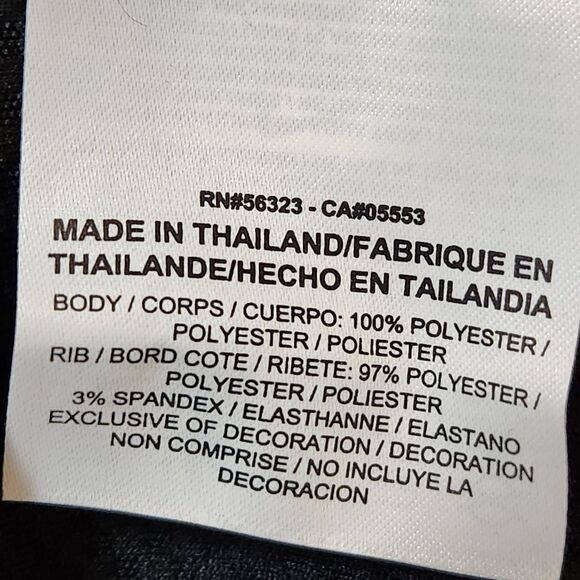 RN#56323 - CA#05553
MADE IN THAILAND/FABRIQUE EN
THAILANDE/HECHO EN TAILANDIA
BODY / CORPS / CUERPO: 100% POLYESTER /
POLYESTER / POLIESTER
RIB / BORD COTE / RIBETE: 97% POLYESTER /
POLYESTER / POLIESTER
3% SPANDEX / ELASTHANNE / ELASTANO
EXCLUSIVE OF DECORATION / DECORATION
NON COMPRISE / NO INCLUYE LA
DECORACION